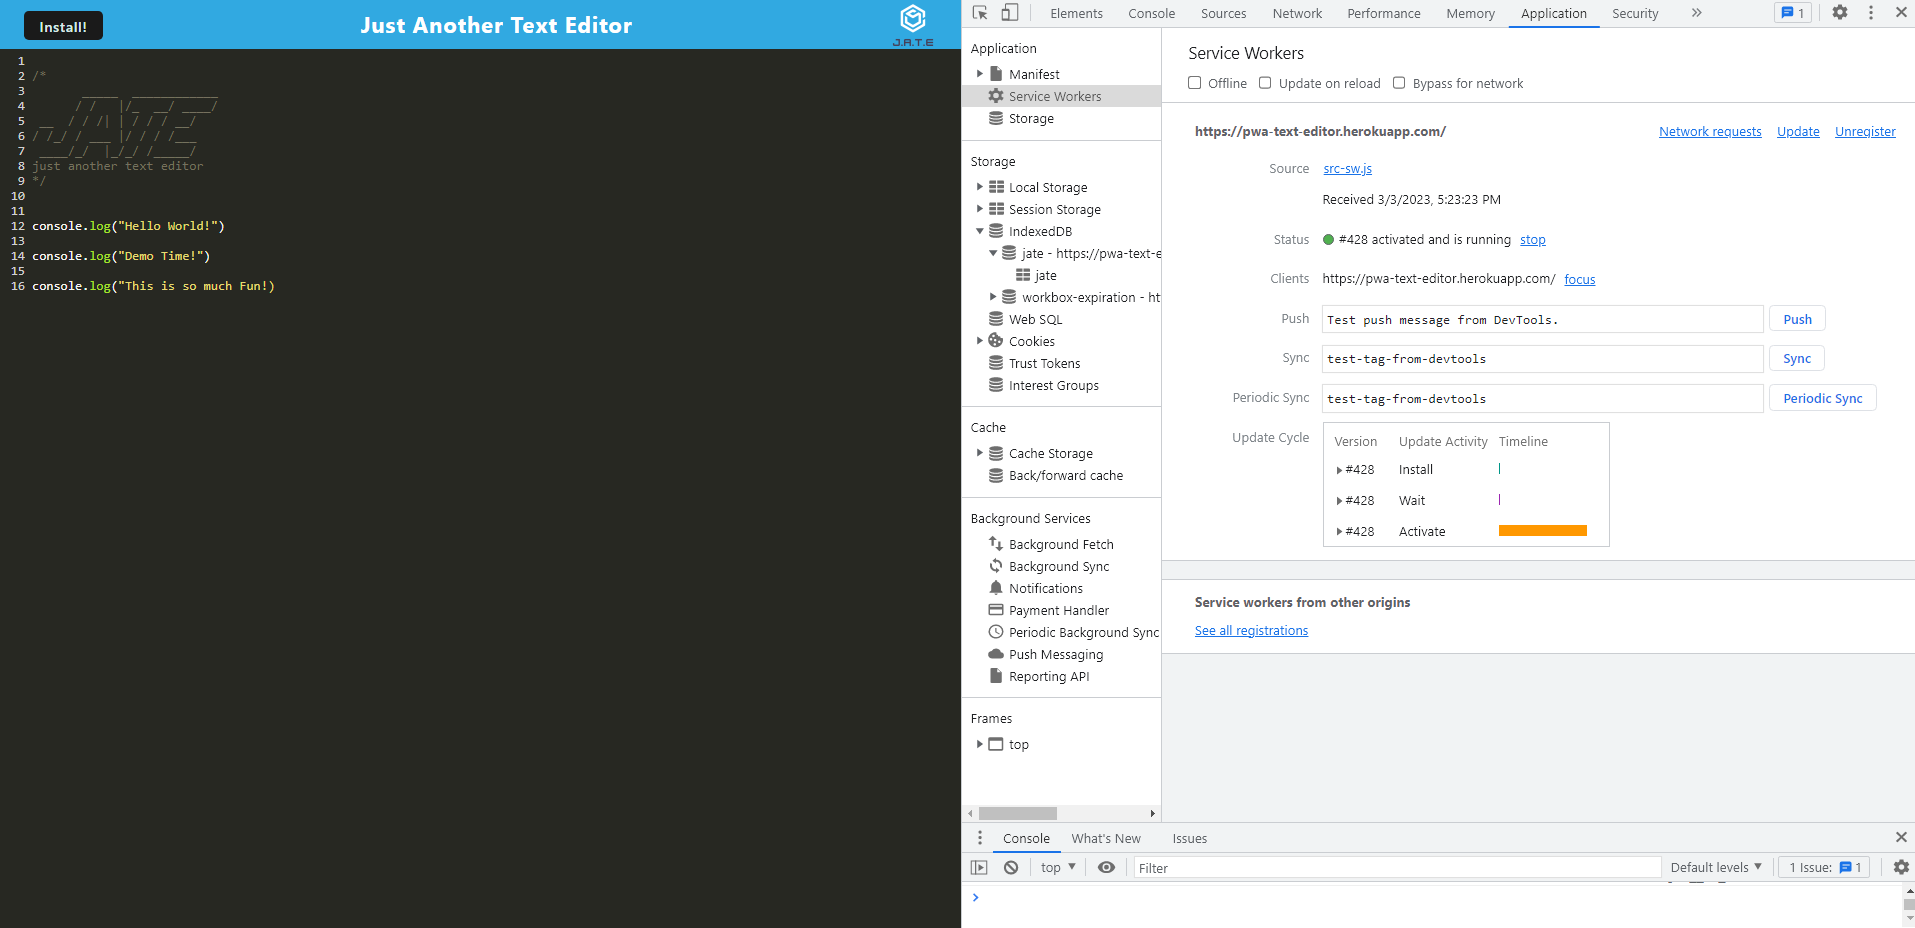 Install!
Just Another Text Editor
J.A.T.E
1
2 /*
3         _____  ____________
4       / /   |/_  __/ ____/
5  __  / / /| | / / / __/
6 / /_/ / ___ |/ / / /___
7  ____/_/  |_/_/ /_____/
8 just another text editor
9 */
10
11
12 console.log("Hello World!")
13
14 console.log("Demo Time!")
15
16 console.log("This is so much Fun!)
Elements Console Sources Network Performance Memory Application Security » 1
Application
Manifest
Service Workers
Storage
Storage
Local Storage
Session Storage
IndexedDB
jate - https://pwa-text-e
jate
workbox-expiration - ht
Web SQL
Cookies
Trust Tokens
Interest Groups
Cache
Cache Storage
Back/forward cache
Background Services
Background Fetch
Background Sync
Notifications
Payment Handler
Periodic Background Sync
Push Messaging
Reporting API
Frames
top
Service Workers
Offline Update on reload Bypass for network
https://pwa-text-editor.herokuapp.com/ Network requests Update Unregister
Source src-sw.js
Received 3/3/2023, 5:23:23 PM
Status #428 activated and is running stop
Clients https://pwa-text-editor.herokuapp.com/ focus
Push Test push message from DevTools. Push
Sync test-tag-from-devtools Sync
Periodic Sync test-tag-from-devtools Periodic Sync
Update Cycle Version Update Activity Timeline
#428 Install
#428 Wait
#428 Activate
Service workers from other origins
See all registrations
Console What's New Issues
top Filter Default levels 1 Issue: 1